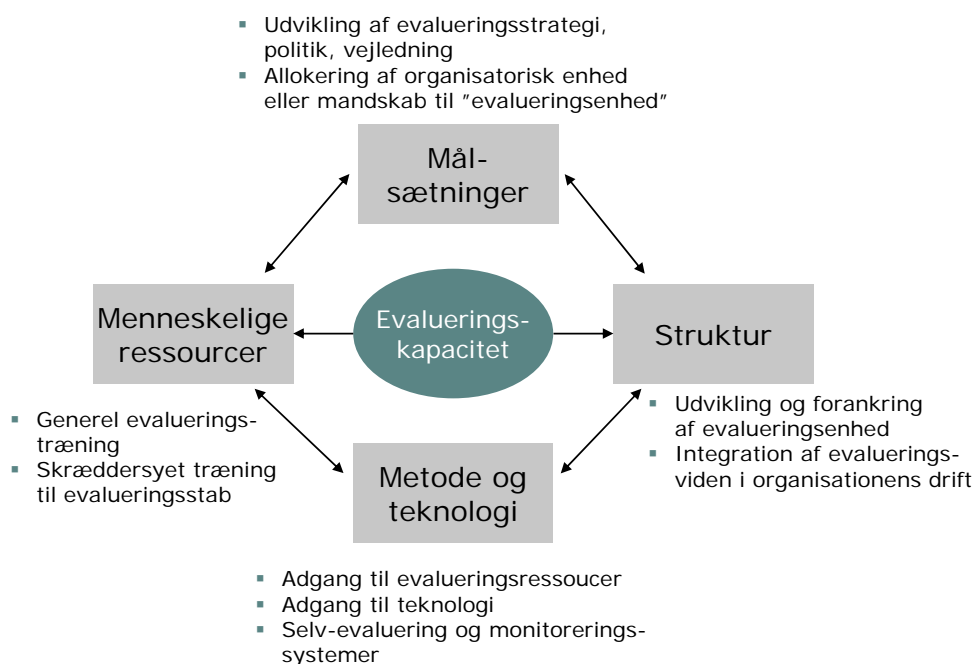 ▪ Udvikling af evalueringsstrategi,
politik, vejledning
▪ Allokering af organisatorisk enhed
eller mandskab til ”evalueringsenhed”
Mål-
sætninger
Menneskelige
ressourcer
Evaluerings-
kapacitet
Struktur
▪ Generel evaluerings-
træning
▪ Skræddersyet træning
til evalueringsstab
▪ Udvikling og forankring
af evalueringsenhed
▪ Integration af evaluerings-
viden i organisationens drift
Metode og
teknologi
▪ Adgang til evalueringsressoucer
▪ Adgang til teknologi
▪ Selv-evaluering og monitorerings-
systemer